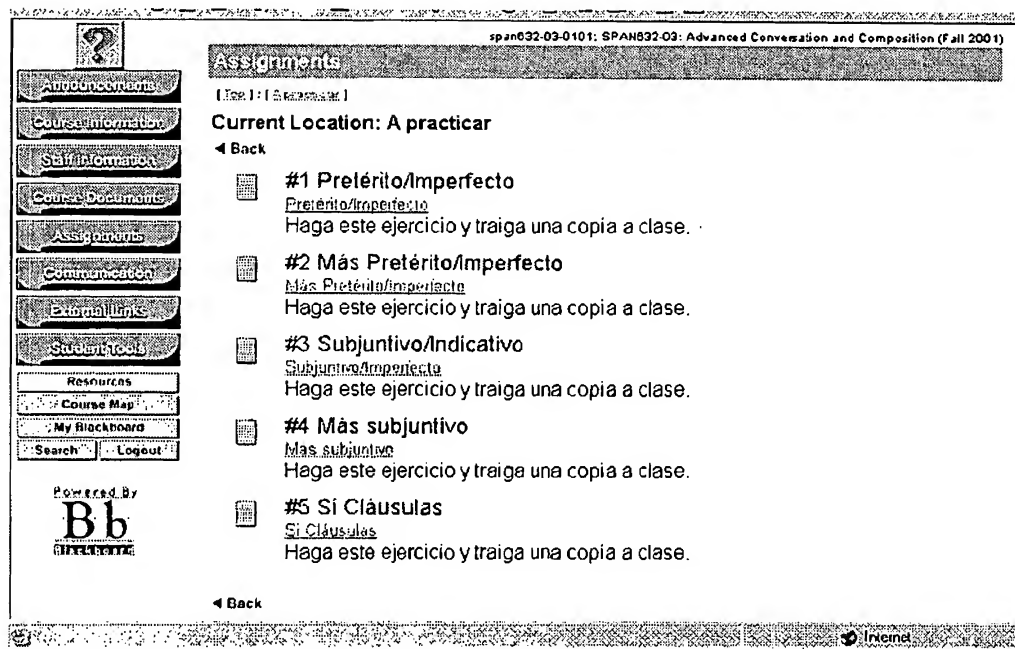 span632-03-0101: SPAN632-03: Advanced Conversation and Composition (Fall 2001)
Assignments
[ Top ] : [ A practicar ]
Current Location: A practicar
Back
Announcements
Course Information
Staff Information
Course Documents
Assignments
Communication
External Links
Student Tools
Resources
Course Map
My Blackboard
Search Logout
Powered By
Bb
Blackboard
#1 Pretérito/Imperfecto
Pretérito/Imperfecto
Haga este ejercicio y traiga una copia a clase.
#2 Más Pretérito/Imperfecto
Más Pretérito/Imperfecto
Haga este ejercicio y traiga una copia a clase.
#3 Subjuntivo/Indicativo
Subjuntivo/Imperfecto
Haga este ejercicio y traiga una copia a clase.
#4 Más subjuntivo
Mas subjuntivo
Haga este ejercicio y traiga una copia a clase.
#5 Si Cláusulas
Si Cláusulas
Haga este ejercicio y traiga una copia a clase.
Back
Internet